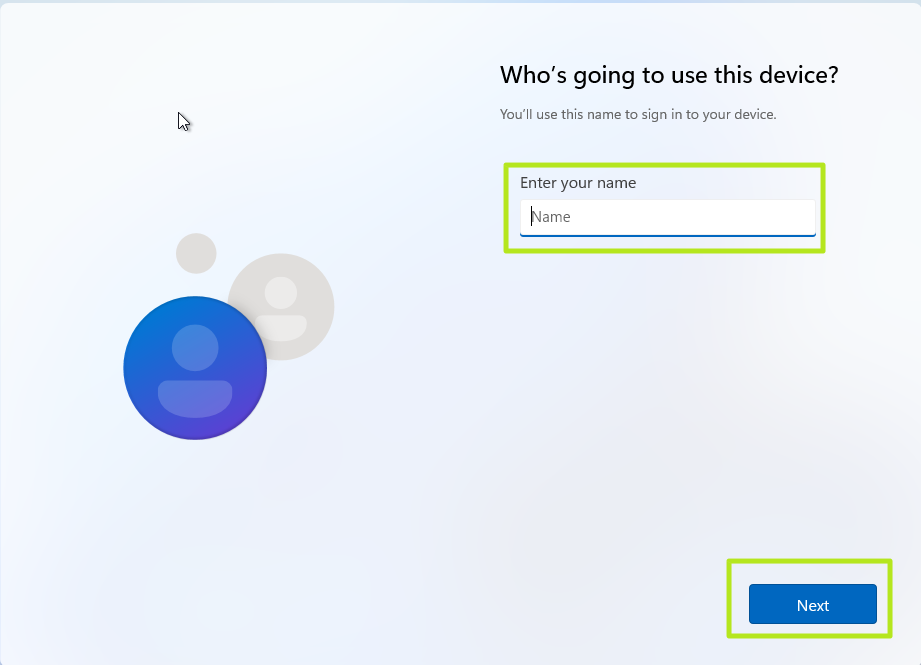 Who’s going to use this device?
You’ll use this name to sign in to your device.
Enter your name
Name
Next